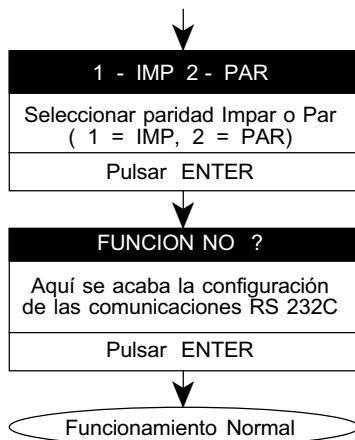 1 - IMP 2 - PAR
Seleccionar paridad Impar o Par
( 1 = IMP, 2 = PAR)
Pulsar ENTER
FUNCION NO ?
Aquí se acaba la configuración
de las comunicaciones RS 232C
Pulsar ENTER
Funcionamiento Normal